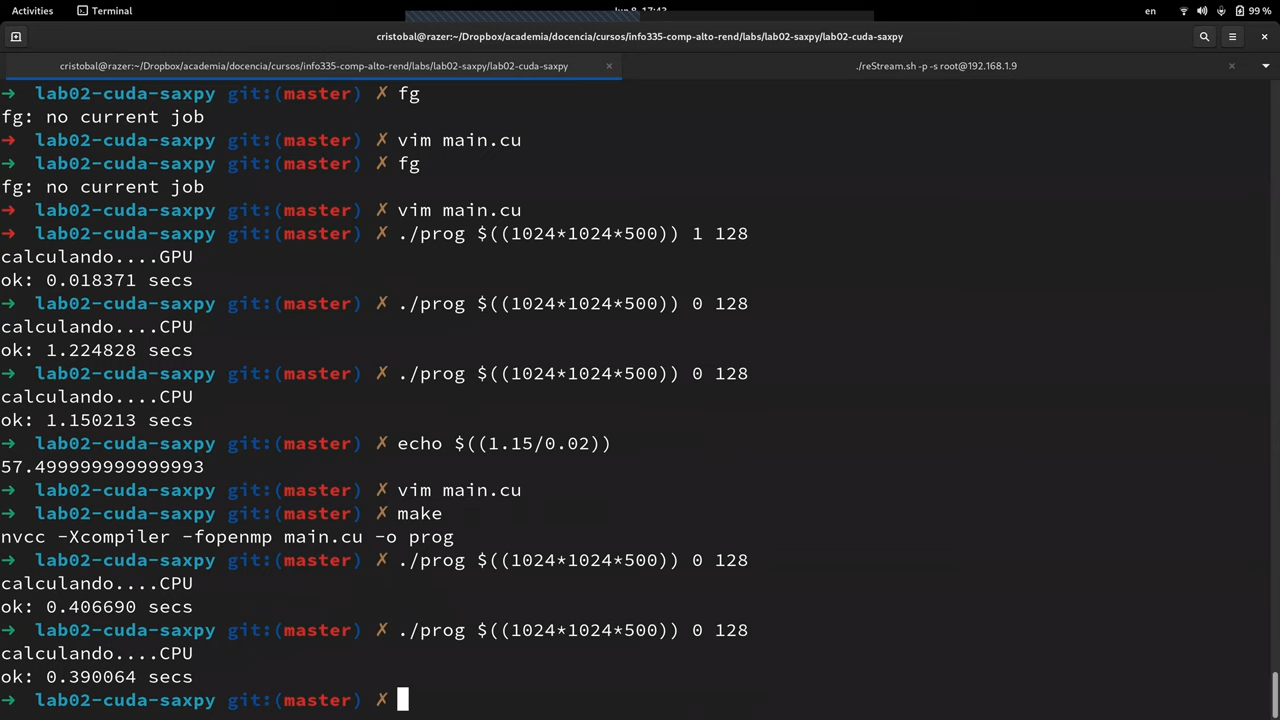 Activities Terminal en 99 %
cristobal@razer:~/Dropbox/academia/docencia/cursos/info335-comp-alto-rend/labs/lab02-saxpy/lab02-cuda-saxpy
cristobal@razer:~/Dropbox/academia/docencia/cursos/info335-comp-alto-rend/labs/lab02-saxpy/lab02-cuda-saxpy × ./reStream.sh -p -s root@192.168.1.9 ×
➜ lab02-cuda-saxpy git:(master) ✗ fg
fg: no current job
➜ lab02-cuda-saxpy git:(master) ✗ vim main.cu
➜ lab02-cuda-saxpy git:(master) ✗ fg
fg: no current job
➜ lab02-cuda-saxpy git:(master) ✗ vim main.cu
➜ lab02-cuda-saxpy git:(master) ✗ ./prog $((1024*1024*500)) 1 128
calculando....GPU
ok: 0.018371 secs
➜ lab02-cuda-saxpy git:(master) ✗ ./prog $((1024*1024*500)) 0 128
calculando....CPU
ok: 1.224828 secs
➜ lab02-cuda-saxpy git:(master) ✗ ./prog $((1024*1024*500)) 0 128
calculando....CPU
ok: 1.150213 secs
➜ lab02-cuda-saxpy git:(master) ✗ echo $((1.15/0.02))
57.499999999999993
➜ lab02-cuda-saxpy git:(master) ✗ vim main.cu
➜ lab02-cuda-saxpy git:(master) ✗ make
nvcc -Xcompiler -fopenmp main.cu -o prog
➜ lab02-cuda-saxpy git:(master) ✗ ./prog $((1024*1024*500)) 0 128
calculando....CPU
ok: 0.406690 secs
➜ lab02-cuda-saxpy git:(master) ✗ ./prog $((1024*1024*500)) 0 128
calculando....CPU
ok: 0.390064 secs
➜ lab02-cuda-saxpy git:(master) ✗